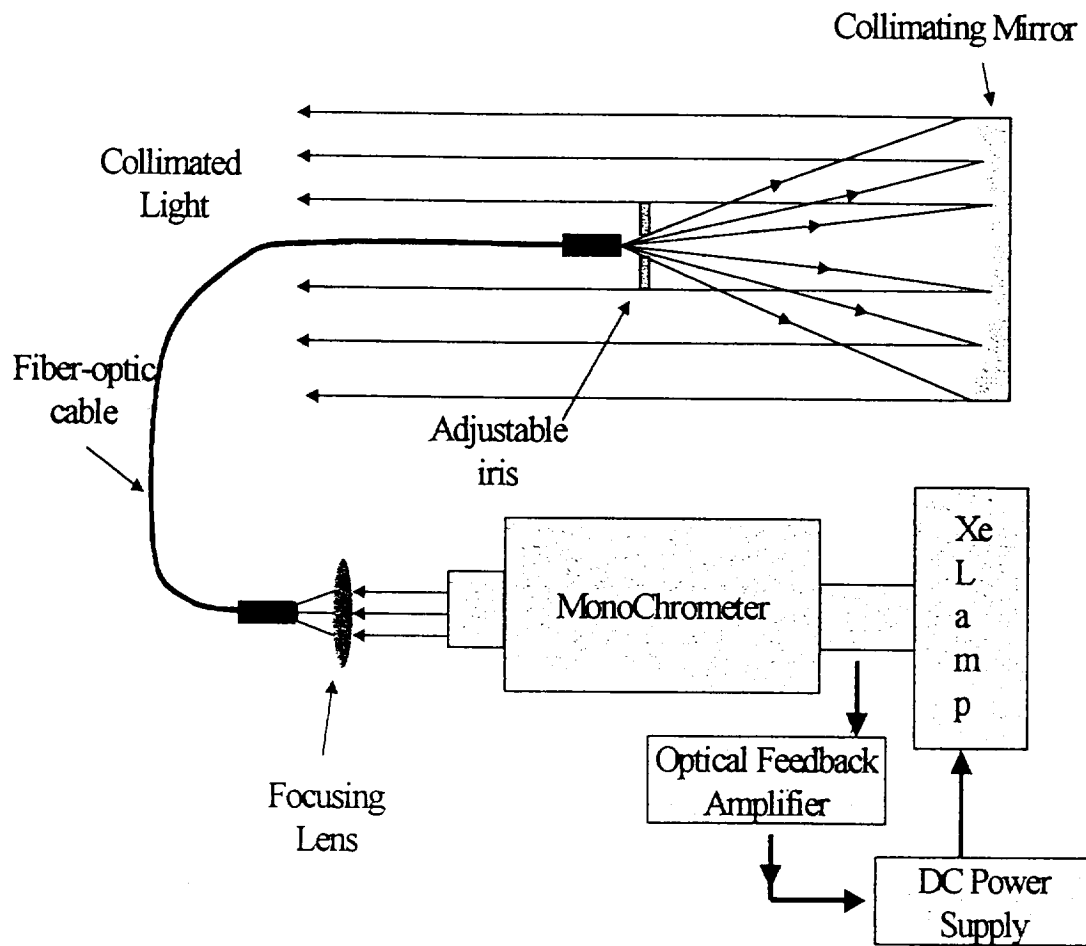 Collimating Mirror
Collimated
Light
Fiber-optic
cable
Adjustable
iris
Xe
L
a
m
p
MonoChrometer
Optical Feedback
Amplifier
Focusing
Lens
DC Power
Supply